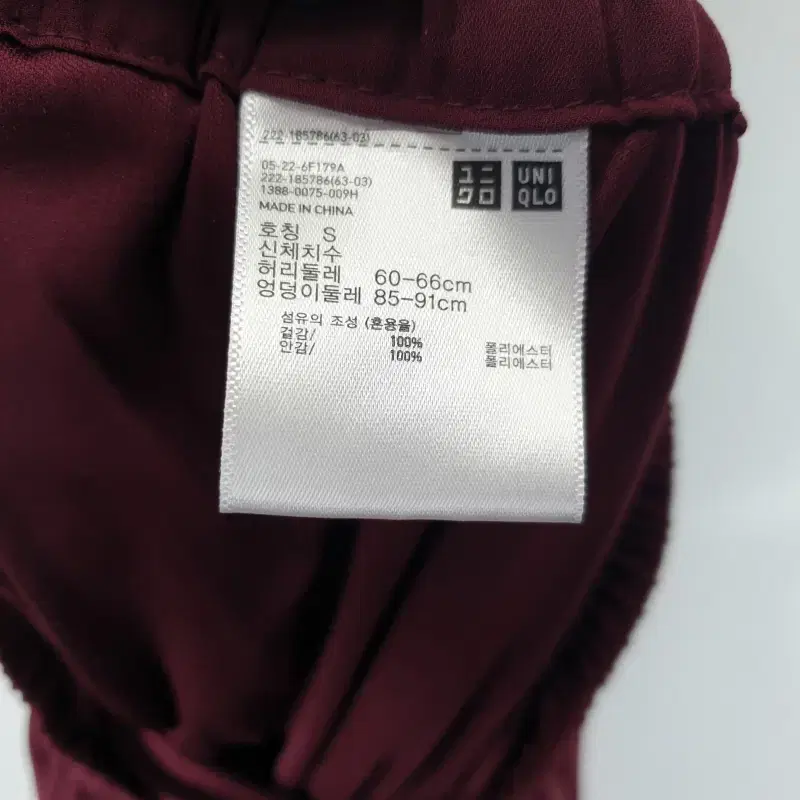 222-185786(63-03)
05-22-6F179A
222-185786(63-03)
1388-0075-009H
MADE IN CHINA
ユニ
クロ
UNI
QLO
호칭 S
신체치수
허리둘레 60-66cm
엉덩이둘레 85-91cm
섬유의 조성 (혼용율)
겉감/ 100% 폴리에스터
안감/ 100% 폴리에스터